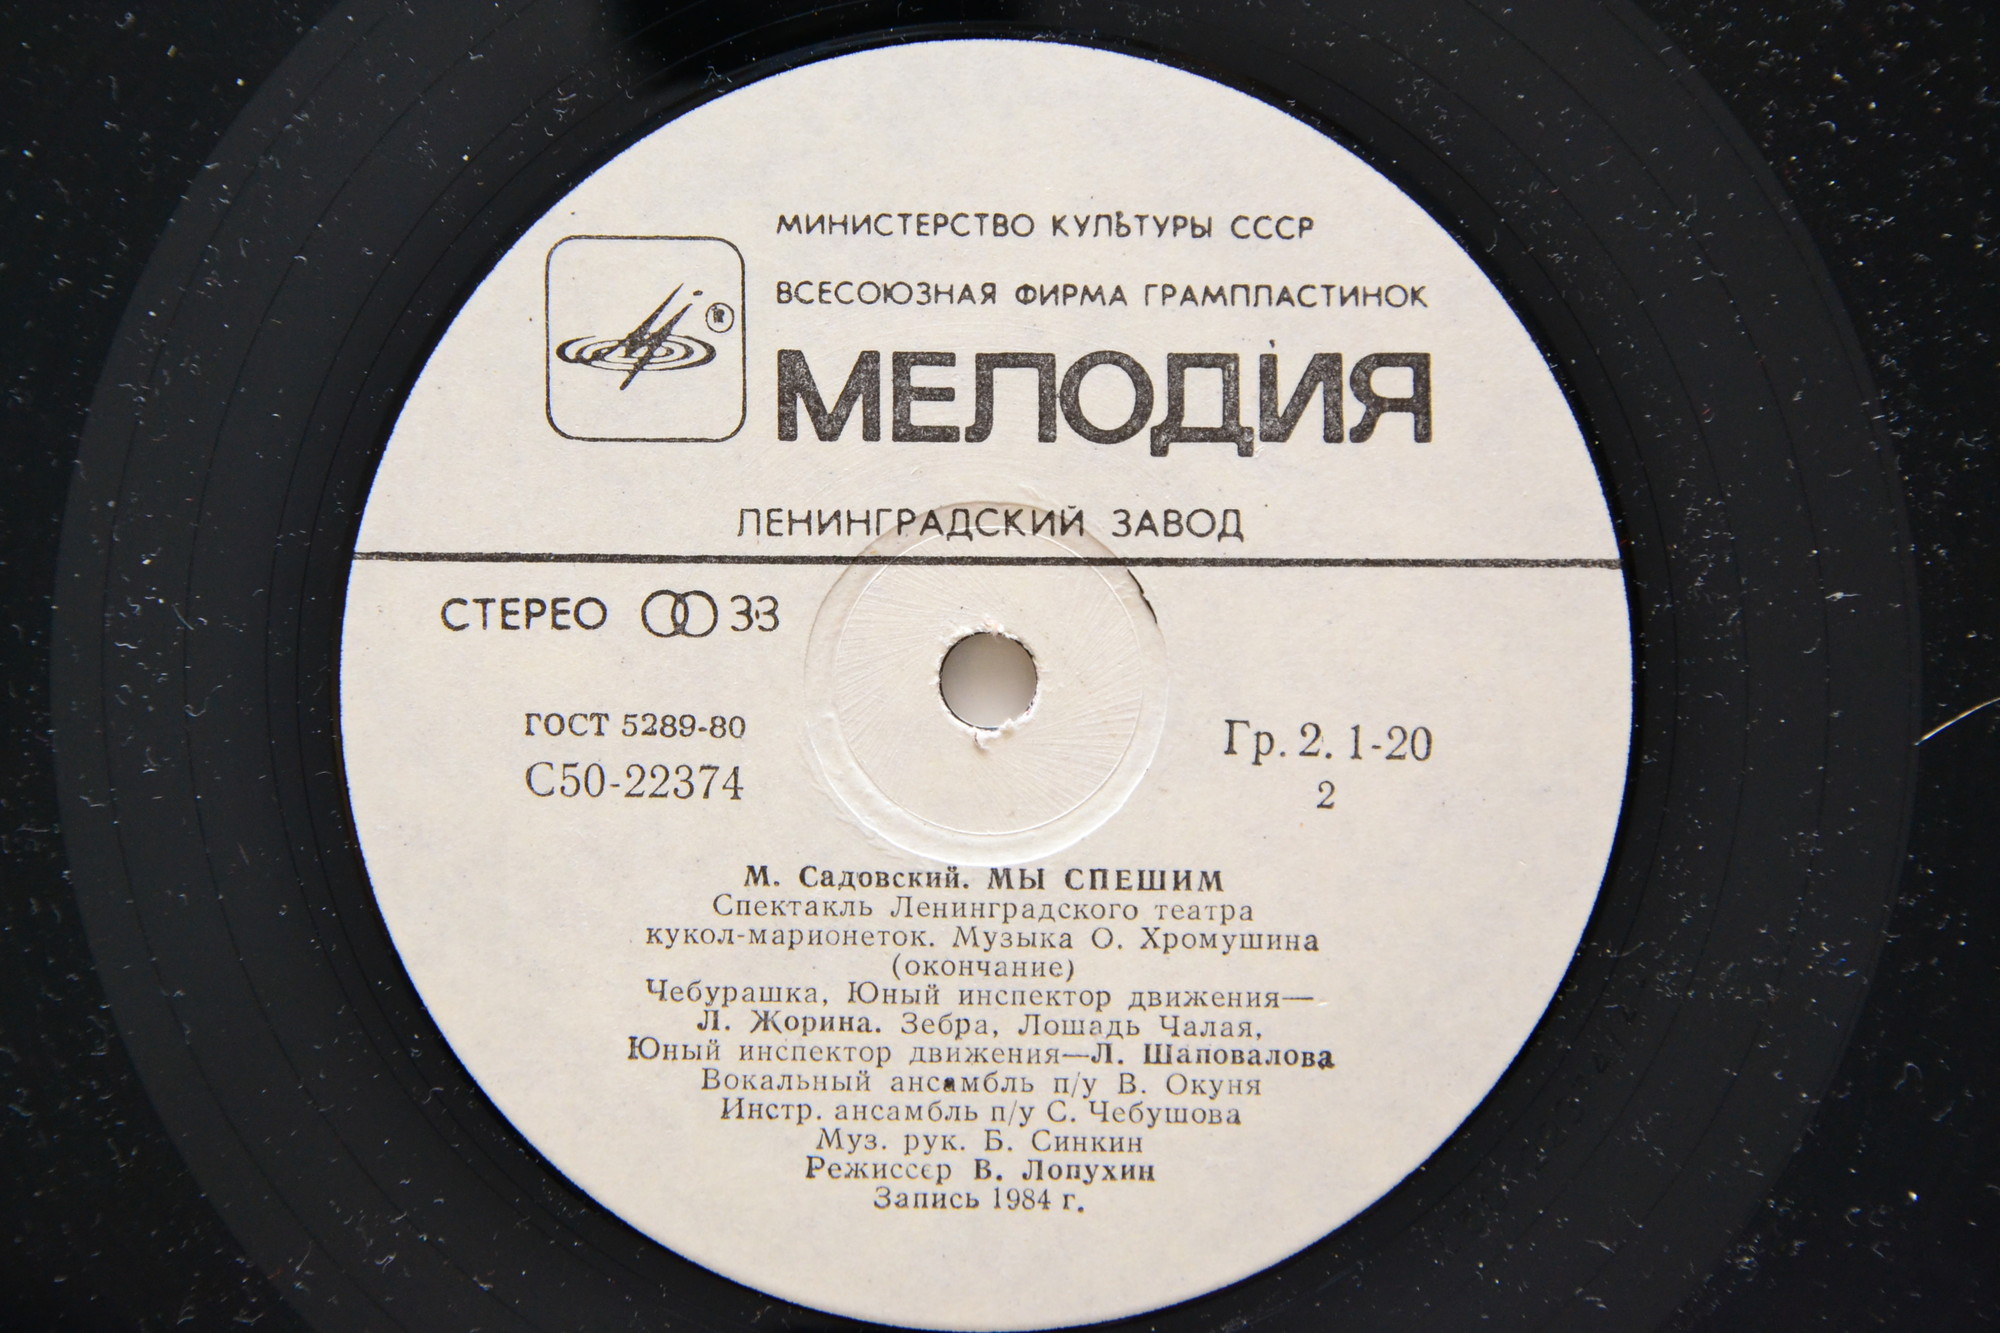 МИНИСТЕРСТВО КУЛЬТУРЫ СССР
ВСЕСОЮЗНАЯ ФИРМА ГРАМПЛАСТИНОК
®
МЕЛОДИЯ
ЛЕНИНГРАДСКИЙ ЗАВОД
СТЕРЕО 33
ГОСТ 5289-80
С50-22374
Гр. 2. 1-20
2
М. Садовский. МЫ СПЕШИМ
Спектакль Ленинградского театра
кукол-марионеток. Музыка О. Хромушина
(окончание)
Чебурашка, Юный инспектор движения—
Л. Жорина. Зебра, Лошадь Чалая,
Юный инспектор движения—Л. Шаповалова
Вокальный ансамбль п/у В. Окуня
Инстр. ансамбль п/у С. Чебушова
Муз. рук. Б. Синкин
Режиссер В. Лопухин
Запись 1984 г.